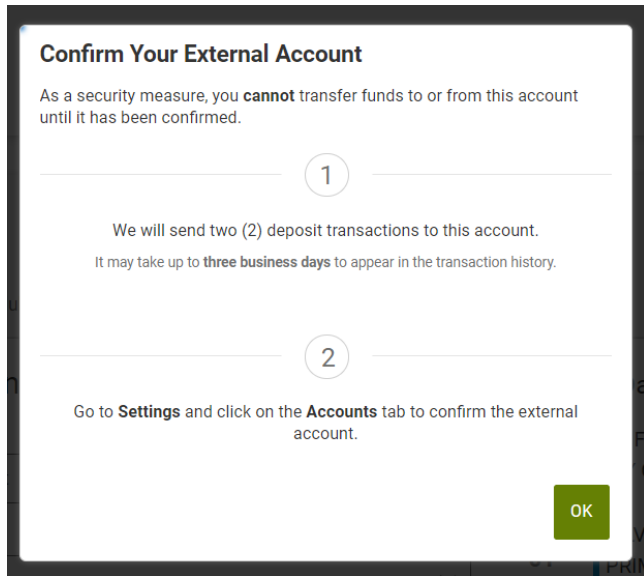 Confirm Your External Account
As a security measure, you cannot transfer funds to or from this account
until it has been confirmed.
1
We will send two (2) deposit transactions to this account.
It may take up to three business days to appear in the transaction history.
2
Go to Settings and click on the Accounts tab to confirm the external
account.
OK